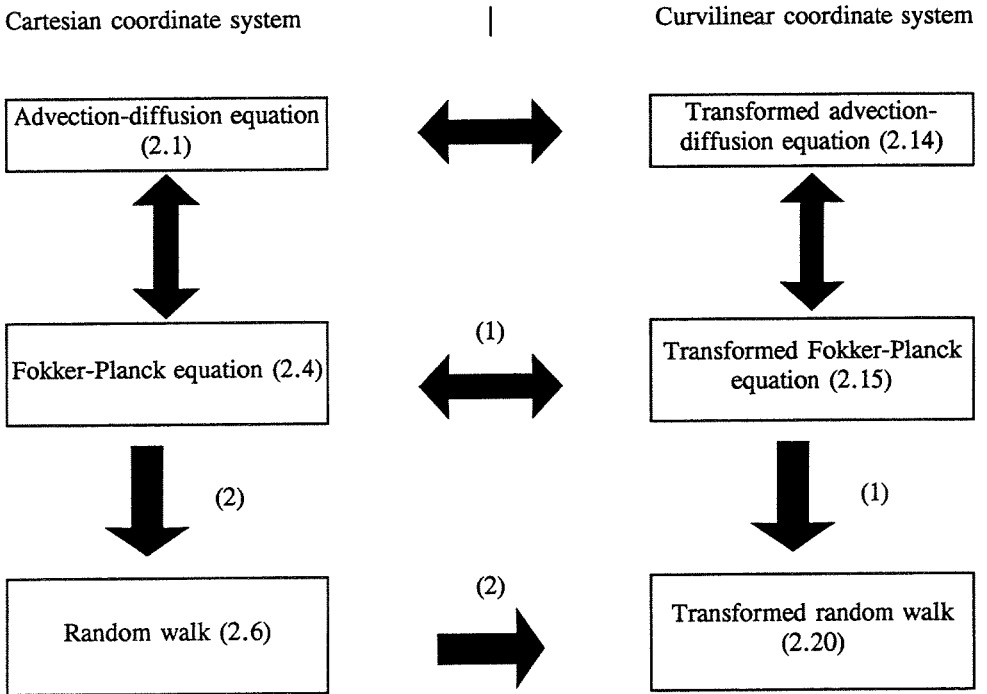 Cartesian coordinate system
Curvilinear coordinate system
Advection-diffusion equation
(2.1)
Transformed advection-
diffusion equation (2.14)
Fokker-Planck equation (2.4)
(1)
Transformed Fokker-Planck
equation (2.15)
(2)
(1)
Random walk (2.6)
(2)
Transformed random walk
(2.20)